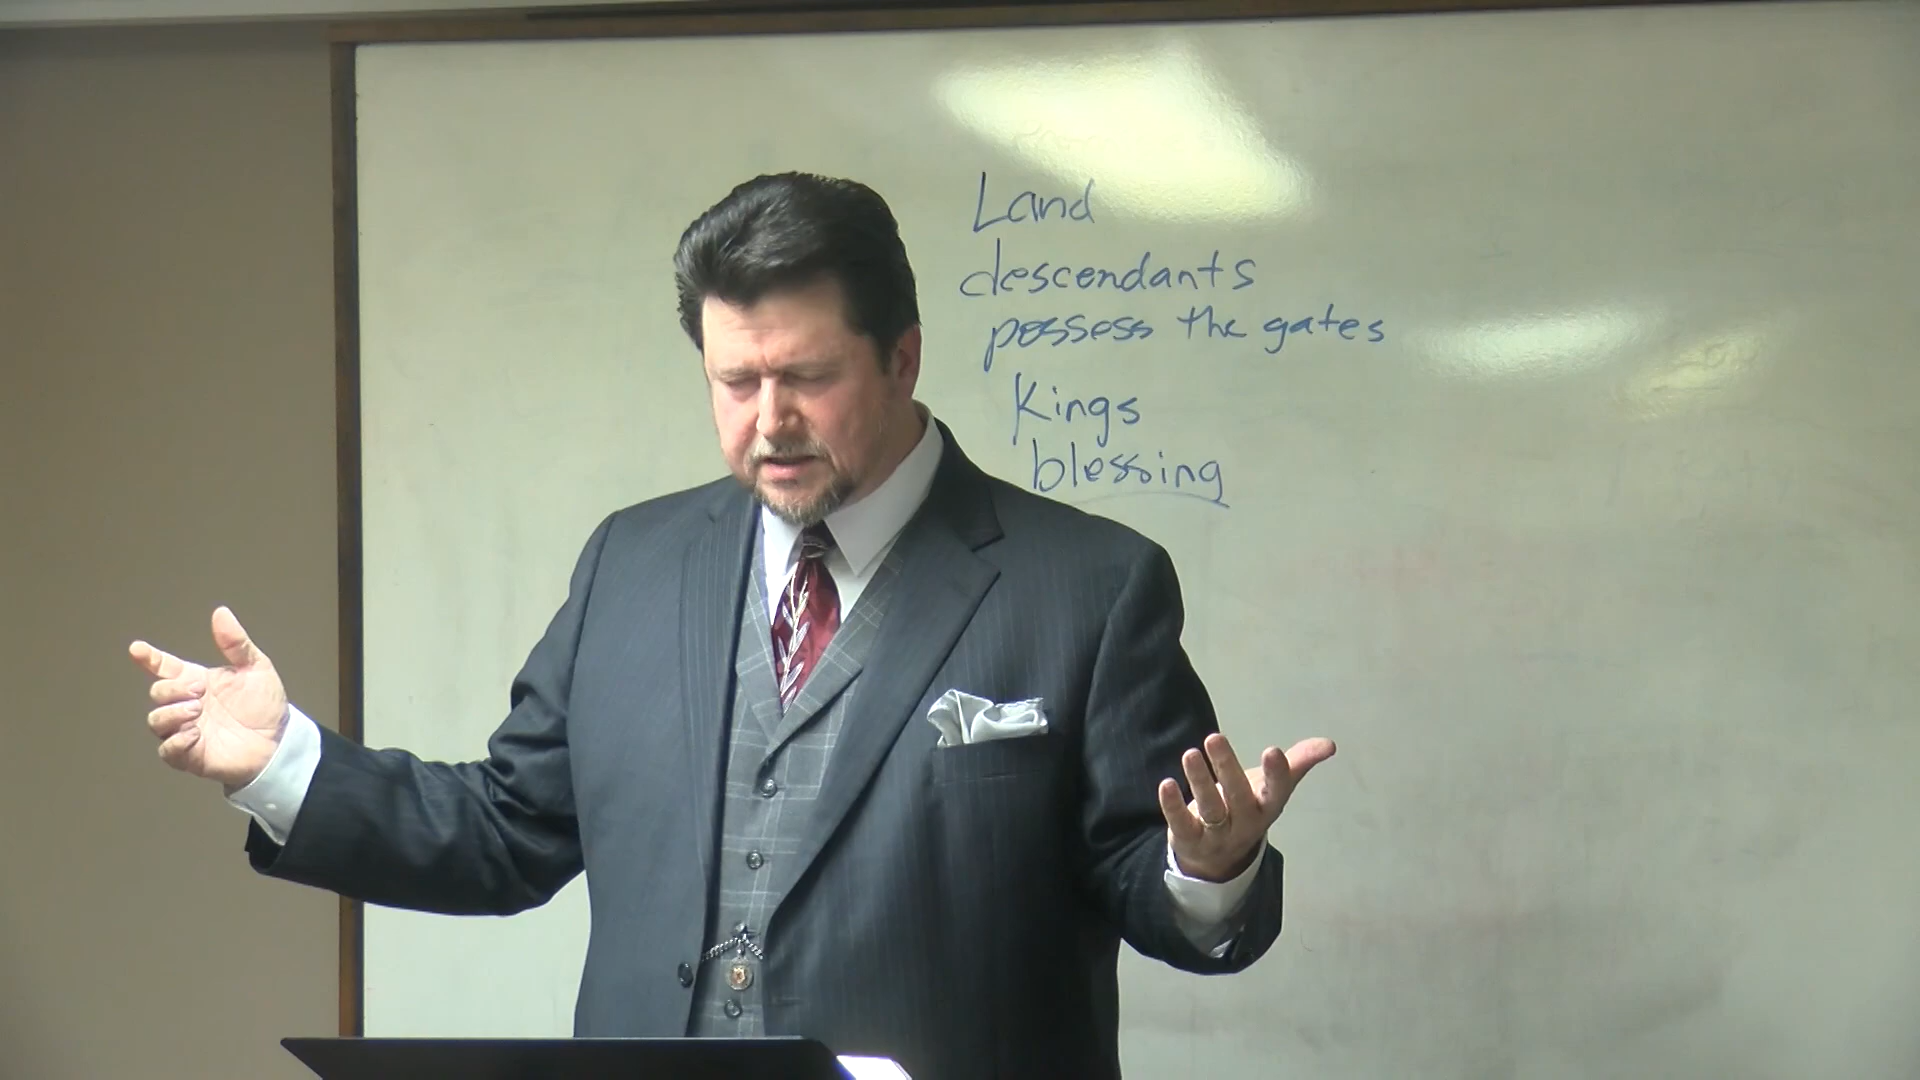 Land
descendants
possess the gates
Kings
blessing